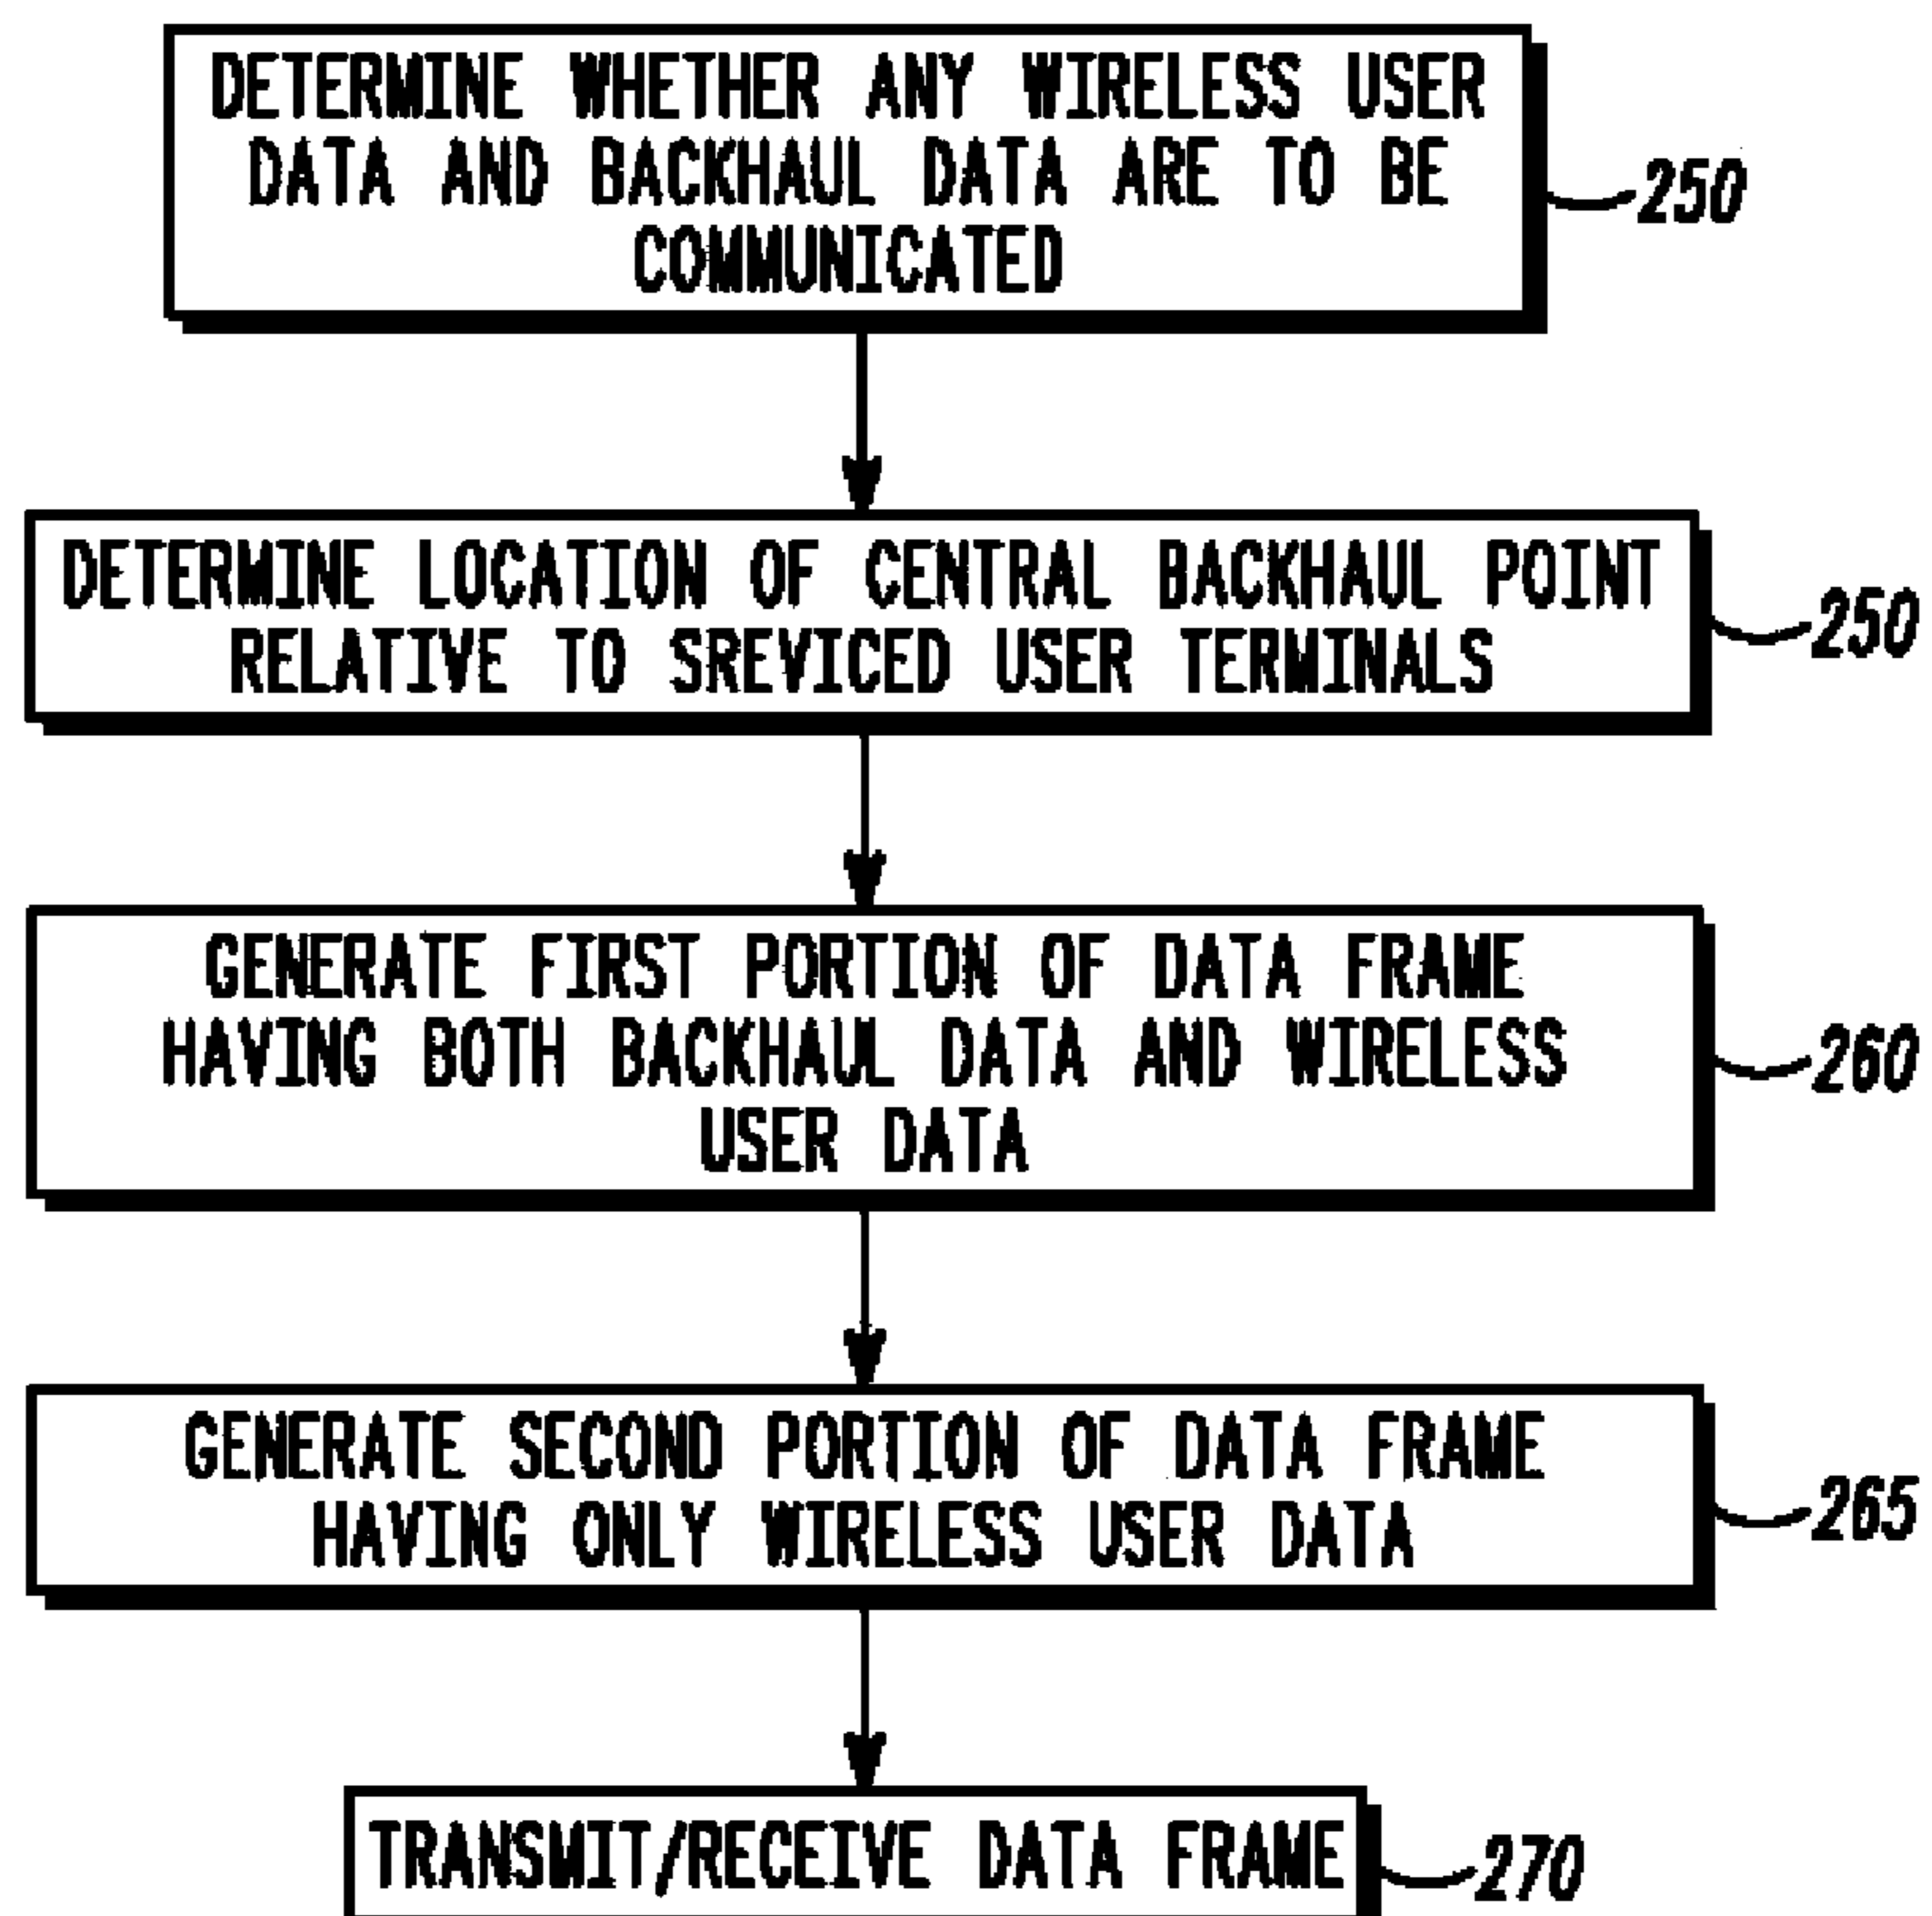 DETERMINE WHETHER ANY WIRELESS USER
DATA AND BACKHAUL DATA ARE TO BE
COMMUNICATED
250
DETERMINE LOCATION OF CENTRAL BACKHAUL POINT
RELATIVE TO SREVICED USER TERMINALS
250
GENERATE FIRST PORTION OF DATA FRAME
HAVING BOTH BACKHAUL DATA AND WIRELESS
USER DATA
260
GENERATE SECOND PORTION OF DATA FRAME
HAVING ONLY WIRELESS USER DATA
265
TRANSMIT/RECEIVE DATA FRAME
270